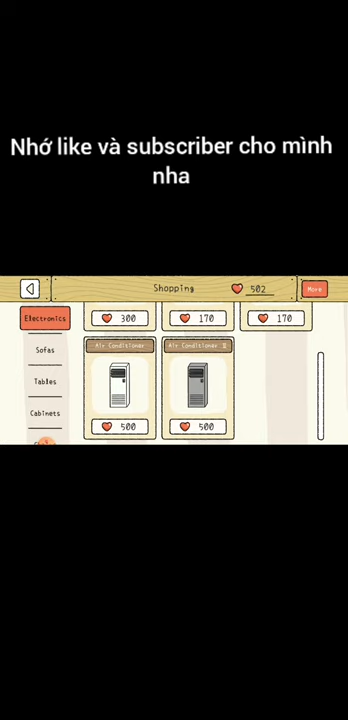 Nhớ like và subscriber cho mình
nha
Shopping
502
More
Electronics
300
170
170
Sofas
Air Conditioner
Air Conditioner II
Tables
Cabinets
500
500